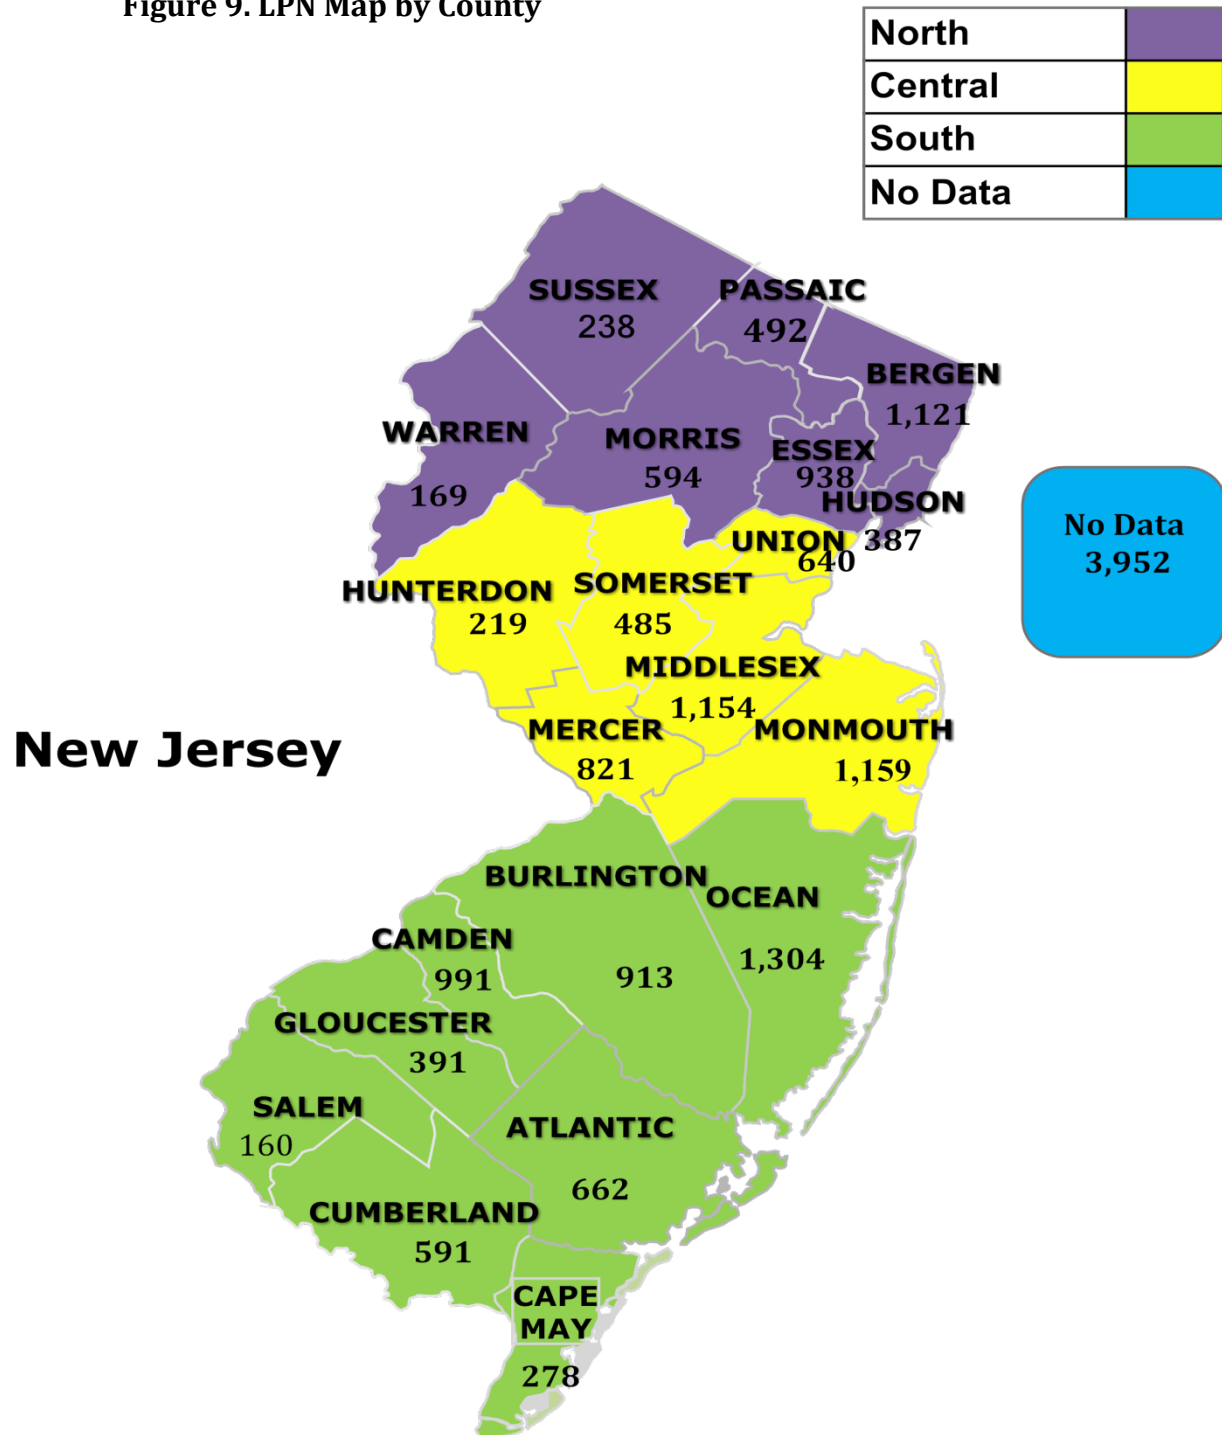 Figure 9. LPN Map by County
North
Central
South
No Data
SUSSEX
238
PASSAIC
492
BERGEN
1,121
WARREN
169
MORRIS
594
ESSEX
938
HUDSON
387
No Data
3,952
UNION
640
HUNTERDON
219
SOMERSET
485
MIDDLESEX
1,154
MERCER
821
MONMOUTH
1,159
New Jersey
BURLINGTON
913
OCEAN
1,304
CAMDEN
991
GLOUCESTER
391
SALEM
160
ATLANTIC
662
CUMBERLAND
591
CAPE
MAY
278